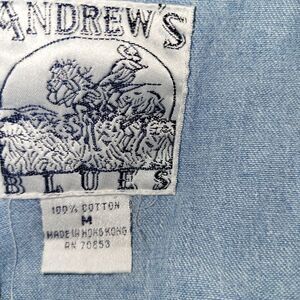 ANDREW'S
BLUES
100% COTTON
M
MADE IN HONG KONG
RN 70853